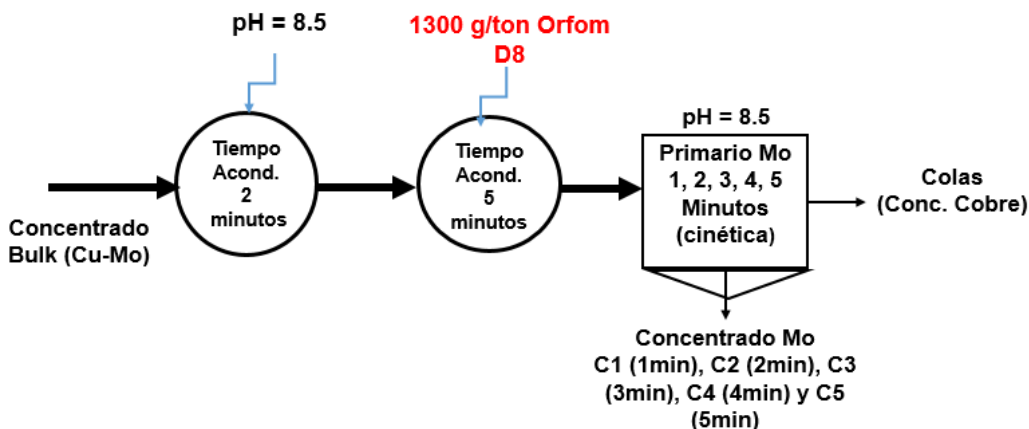 pH = 8.5
1300 g/ton Orfom
D8
Tiempo
Acond.
2
minutos
Tiempo
Acond.
5
minutos
pH = 8.5
Primario Mo
1, 2, 3, 4, 5
Minutos
(cinética)
Colas
(Conc. Cobre)
Concentrado
Bulk (Cu-Mo)
Concentrado Mo
C1 (1min), C2 (2min), C3
(3min), C4 (4min) y C5
(5min)